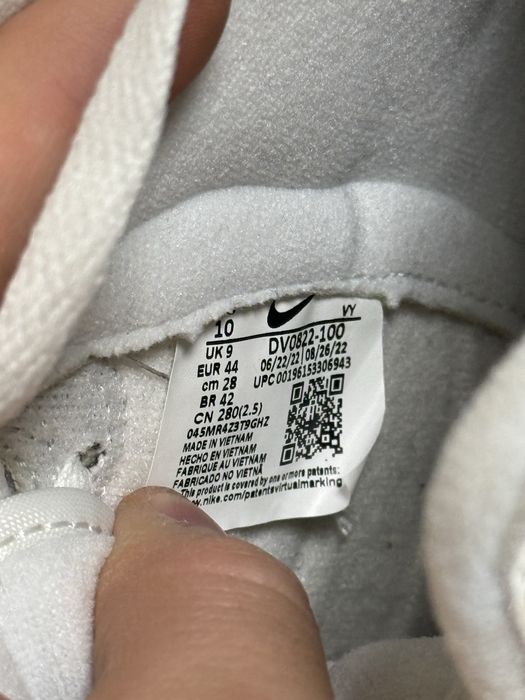 10
VY
UK 9
DV0822-100
EUR 44
06/22/22 08/26/22
cm 28
UPC 00196153306943
BR 42
CN 280(2.5)
045MR4Z3T9GHZ
MADE IN VIETNAM
HECHO EN VIETNAM
FABRIQUE AU VIETNAM
FABRICADO NO VIETNÃ
This product is covered by one or more patents:
.nike.com/patentsvirtualmarking